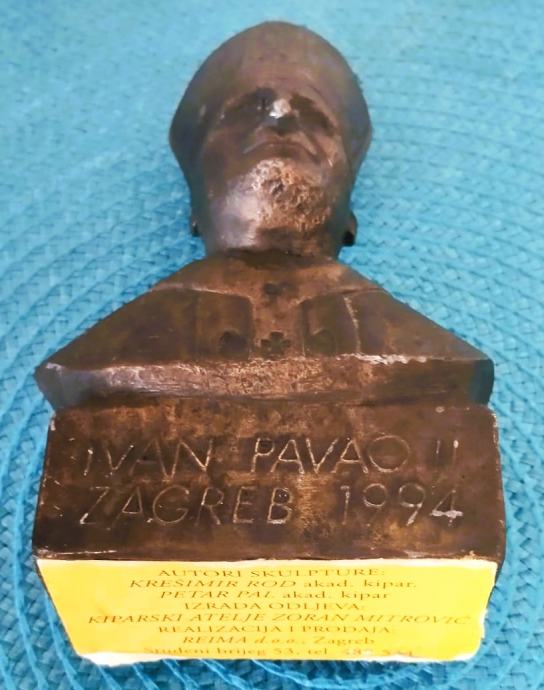 IVAN PAVAO II
ZAGREB 1994
AUTORI SKULPTURE:
KREŠIMIR ROD akad. kipar.
PETAR PAL akad. kipar
IZRADA ODLJEVA:
KIPARSKI ATELJE ZORAN MITROVIĆ
REALIZACIJA I PRODAJA
REIMA d.o.o.; Zagreb
Studeni brijeg 53, tel.